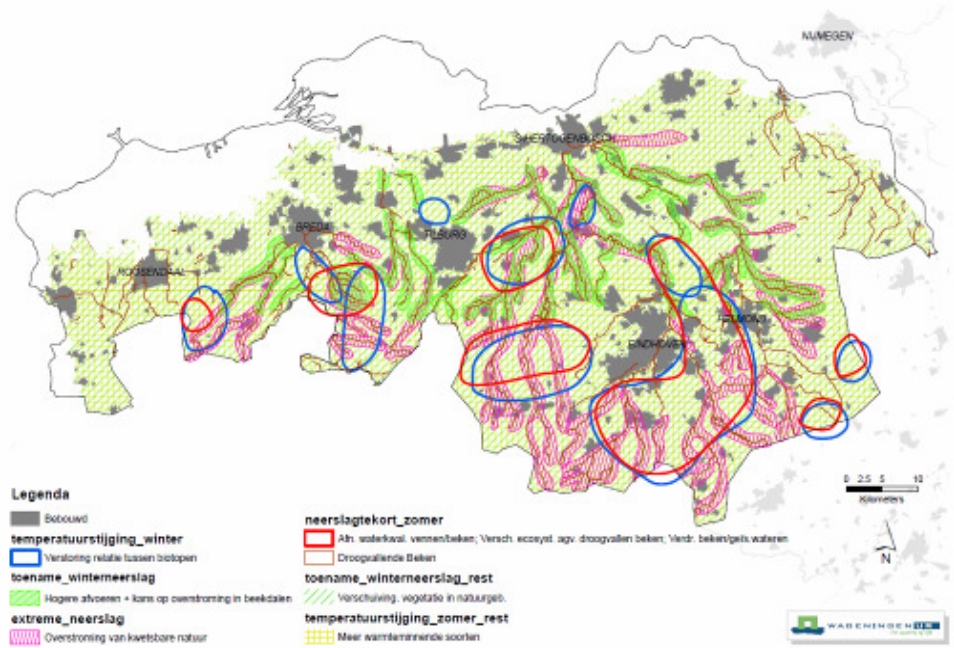 NIJMEGEN
'S-HERTOGENBOSCH
BREDA
TILBURG
ROOSENDAAL
HELMOND
EINDHOVEN
0 2.5 5 10
Kilometers
N
Legenda
Bebouwd
temperatuurstijging_winter
Verstoring relatie tussen biotopen
toename_winterneerslag
Hogere afvoeren + kans op overstroming in beekdalen
extreme_neerslag
Overstroming van kwetsbare natuur
neerslagtekort_zomer
Afn. waterkwal. vennen/beken; Versch. ecosyst. agv. droogvallen beken; Verdr. beken/geïs. wateren
Droogvallende Beken
toename_winterneerslag_rest
Verschuiving. vegetatie in natuurgeb.
temperatuurstijging_zomer_rest
Meer warmteminnende soorten
WAGENINGEN UR